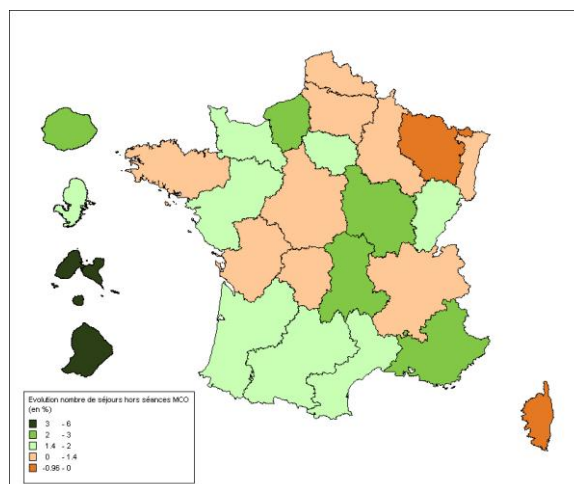 Evolution nombre de séjours hors séances MCO
(en %)
3 - 6
2 - 3
1.4 - 2
0 - 1.4
-0.96 - 0